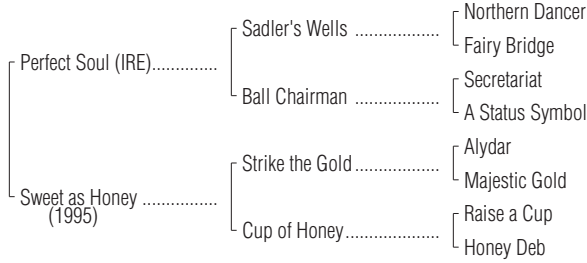 Northern Dancer
Sadler's Wells ..................
Fairy Bridge
Perfect Soul (IRE)..............
Secretariat
Ball Chairman ..................
A Status Symbol
Alydar
Strike the Gold..................
Majestic Gold
Sweet as Honey ................
(1995)
Raise a Cup
Cup of Honey....................
Honey Deb